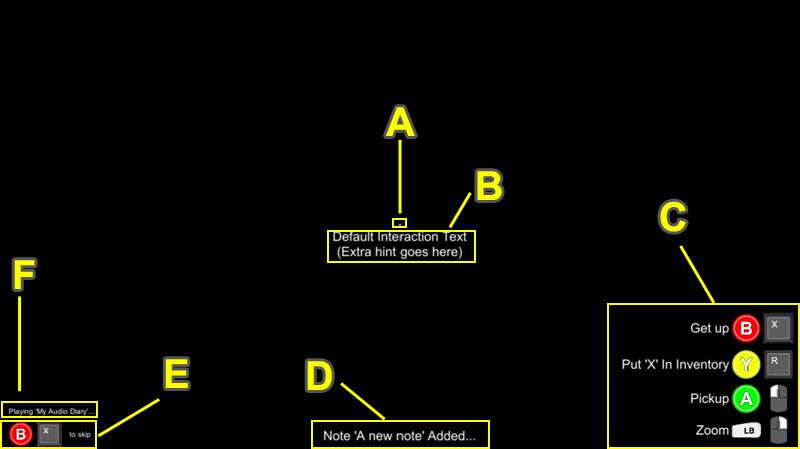 A
B
Default Interaction Text
(Extra hint goes here)
C
Get up B X
Put 'X' In Inventory Y R
Pickup A
Zoom LB
D
Note 'A new note' Added...
E
F
Playing 'My Audio Diary'...
B X to skip